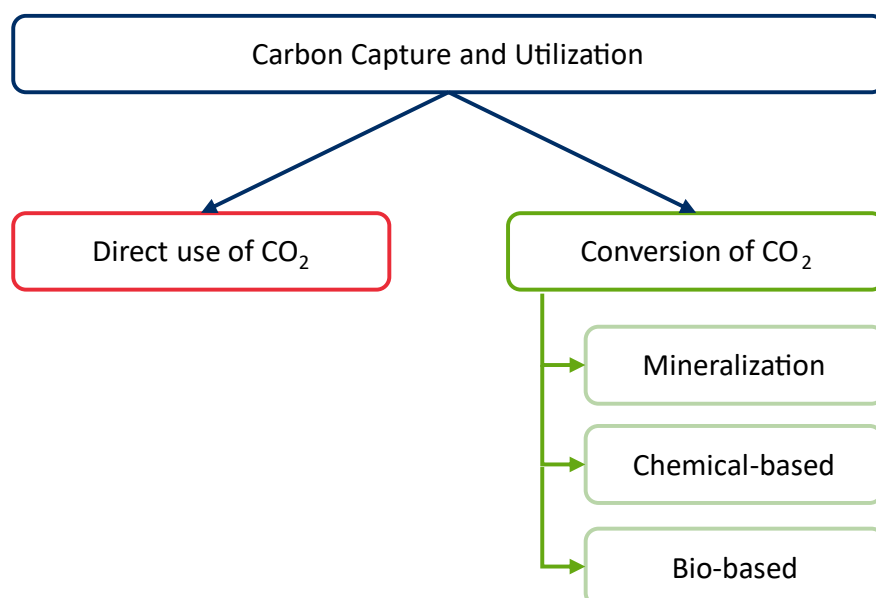 Carbon Capture and Utilization
Direct use of CO₂
Conversion of CO₂
Mineralization
Chemical-based
Bio-based